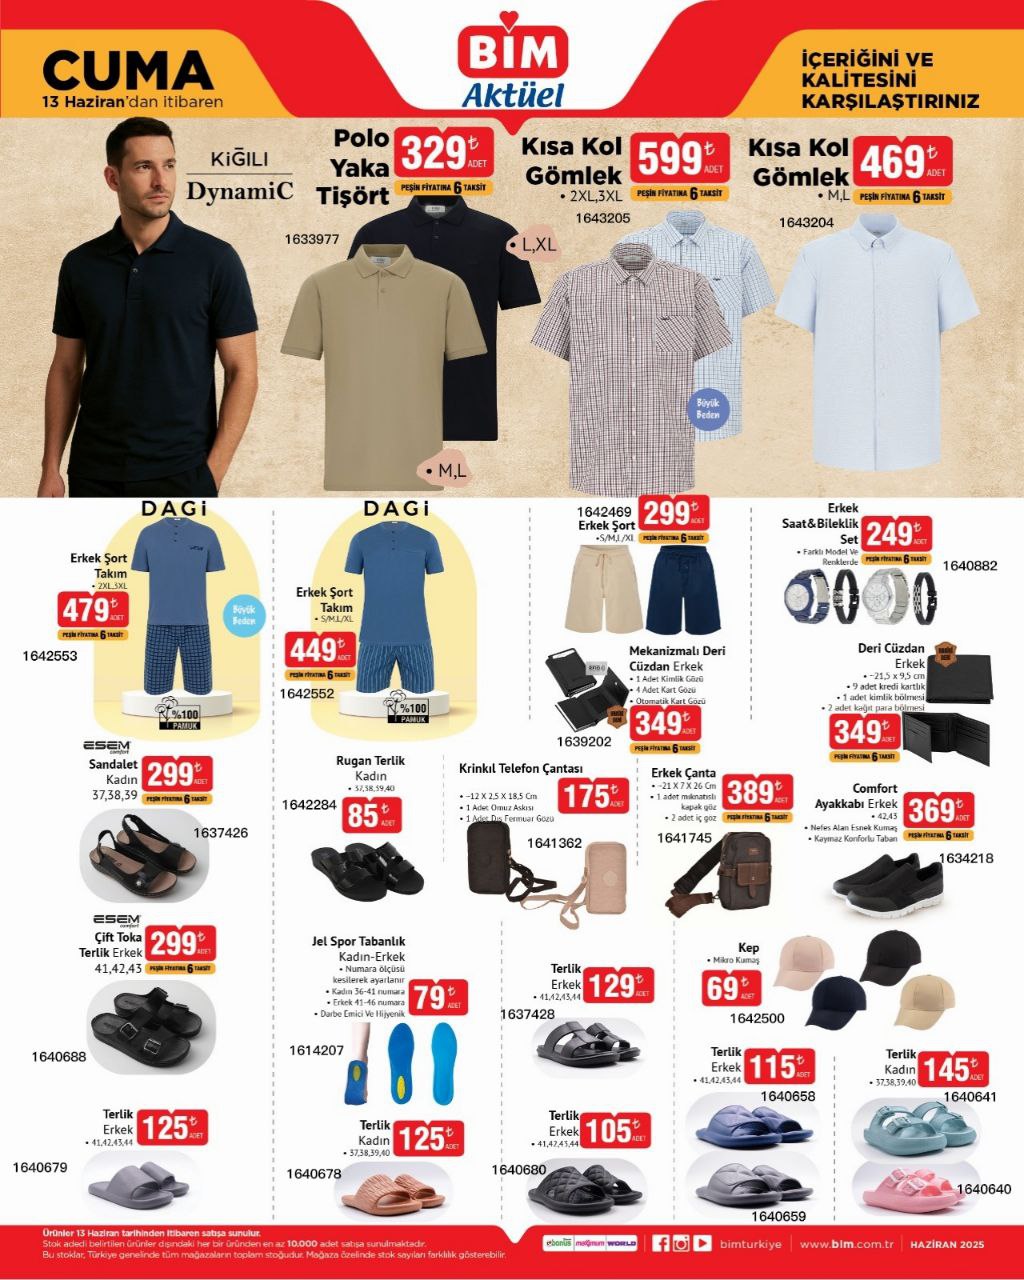 BİM
Aktüel
CUMA
13 Haziran'dan itibaren
İÇERİĞİNİ VE
KALİTESİNİ
KARŞILAŞTIRINIZ
KiĞILI
DynamiC
Polo
Yaka
Tişört
329₺
ADET
PEŞİN FİYATINA 6 TAKSİT
1633977
• L,XL
• M,L
Kısa Kol
Gömlek
• 2XL,3XL
599₺
ADET
PEŞİN FİYATINA 6 TAKSİT
1643205
Büyük
Beden
Kısa Kol
Gömlek
• M,L
469₺
ADET
PEŞİN FİYATINA 6 TAKSİT
1643204
DAGi
Erkek Şort
Takım
• 2XL,3XL
479₺
ADET
PEŞİN FİYATINA 6 TAKSİT
1642553
Büyük
Beden
%100
PAMUK
DAGi
Erkek Şort
Takım
• S/M,L/XL
449₺
ADET
PEŞİN FİYATINA 6 TAKSİT
1642552
%100
PAMUK
1642469
Erkek Şort
• S/M,L/XL
299₺
ADET
PEŞİN FİYATINA 6 TAKSİT
Erkek
Saat&Bileklik
Set
• Farklı Model Ve
Renklerde
249₺
ADET
PEŞİN FİYATINA 6 TAKSİT
1640882
Mekanizmalı Deri
Cüzdan Erkek
• 1 Adet Kimlik Gözü
• 4 Adet Kart Gözü
• Otomatik Kart Gözü
349₺
ADET
PEŞİN FİYATINA 6 TAKSİT
1639202
Deri Cüzdan
Erkek
• ~21,5 x 9,5 cm
• 9 adet kredi kartlık
• 1 adet kimlik bölmesi
• 2 adet kağıt para bölmesi
349₺
ADET
PEŞİN FİYATINA 6 TAKSİT
ESEM
comfort
Sandalet
Kadın
37,38,39
299₺
ADET
PEŞİN FİYATINA 6 TAKSİT
1637426
Rugan Terlik
Kadın
• 37,38,39,40
1642284
85₺
ADET
Krinkıl Telefon Çantası
• ~12 X 2,5 X 18,5 Cm
• 1 Adet Omuz Askısı
• 1 Adet Dış Fermuar Gözü
175₺
ADET
1641362
Erkek Çanta
• ~21 X 7 X 26 Cm
• 1 adet mıknatıslı
kapak göz
• 2 adet iç göz
389₺
ADET
PEŞİN FİYATINA 6 TAKSİT
1641745
Comfort
Ayakkabı Erkek
• 42,43
• Nefes Alan Esnek Kumaş
• Kaymaz Konforlu Taban
369₺
ADET
PEŞİN FİYATINA 6 TAKSİT
1634218
ESEM
comfort
Çift Toka
Terlik Erkek
41,42,43
299₺
ADET
PEŞİN FİYATINA 6 TAKSİT
1640688
Jel Spor Tabanlık
Kadın-Erkek
• Numara ölçüsü
kesilerek ayarlanır
• Kadın 36-41 numara
• Erkek 41-46 numara
• Darbe Emici Ve Hijyenik
79₺
ADET
1614207
Terlik
Erkek
• 41,42,43,44
129₺
ADET
1637428
Kep
• Mikro Kumaş
69₺
ADET
1642500
Terlik
Erkek
• 41,42,43,44
115₺
ADET
1640658
1640659
Terlik
Kadın
• 37,38,39,40
145₺
ADET
1640641
1640640
Terlik
Erkek
• 41,42,43,44
125₺
ADET
1640679
Terlik
Kadın
• 37,38,39,40
125₺
ADET
1640678
Terlik
Erkek
• 41,42,43,44
105₺
ADET
1640680
Ürünler 13 Haziran tarihinden itibaren satışa sunulur.
Stok adedi belirtilen ürünler dışındaki her bir üründen en az 10.000 adet satışa sunulmaktadır.
Bu stoklar, Türkiye genelinde tüm mağazaların toplam stoğudur. Mağaza özelinde stok sayıları farklılık gösterebilir.
bonus maximum WORLD
bimturkiye
www.bim.com.tr
HAZİRAN 2025